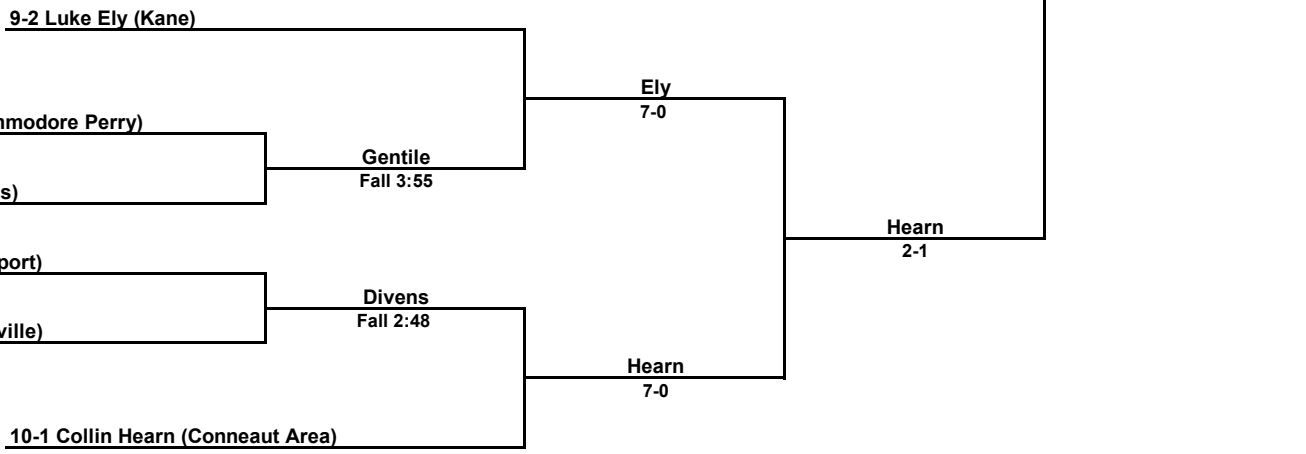 9-2 Luke Ely (Kane)
Ely
7-0
mmodore Perry)
Gentile
Fall 3:55
s)
Hearn
2-1
port)
Divens
Fall 2:48
ville)
Hearn
7-0
10-1 Collin Hearn (Conneaut Area)